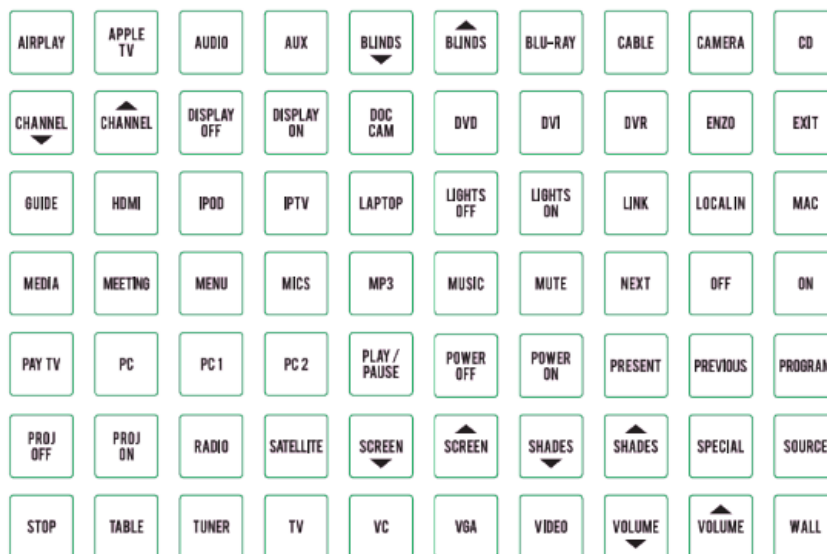 AIRPLAY
APPLE
TV
AUDIO
AUX
BLINDS
BLINDS
BLU-RAY
CABLE
CAMERA
CD
CHANNEL
CHANNEL
DISPLAY
OFF
DISPLAY
ON
DOC
CAM
DVD
DVI
DVR
ENZO
EXIT
GUIDE
HDMI
IPOD
IPTV
LAPTOP
LIGHTS
OFF
LIGHTS
ON
LINK
LOCAL IN
MAC
MEDIA
MEETING
MENU
MICS
MP3
MUSIC
MUTE
NEXT
OFF
ON
PAY TV
PC
PC 1
PC 2
PLAY /
PAUSE
POWER
OFF
POWER
ON
PRESENT
PREVIOUS
PROGRAM
PROJ
OFF
PROJ
ON
RADIO
SATELLITE
SCREEN
SCREEN
SHADES
SHADES
SPECIAL
SOURCE
STOP
TABLE
TUNER
TV
VC
VGA
VIDEO
VOLUME
VOLUME
WALL